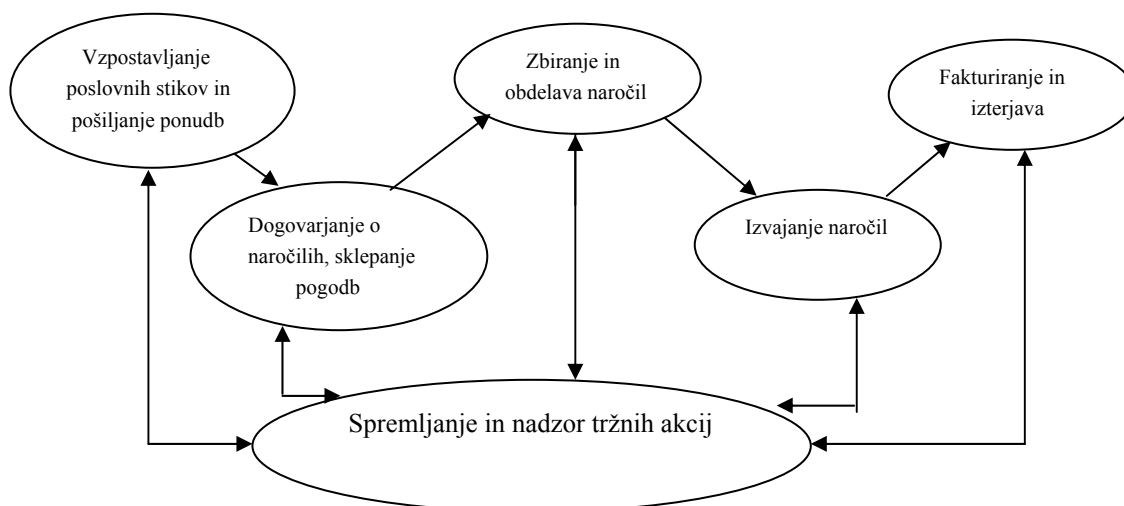 Vzpostavljanje
poslovnih stikov in
pošiljanje ponudb
Zbiranje in
obdelava naročil
Fakturiranje in
izterjava
Dogovarjanje o
naročilih, sklepanje
pogodb
Izvajanje naročil
Spremljanje in nadzor tržnih akcij